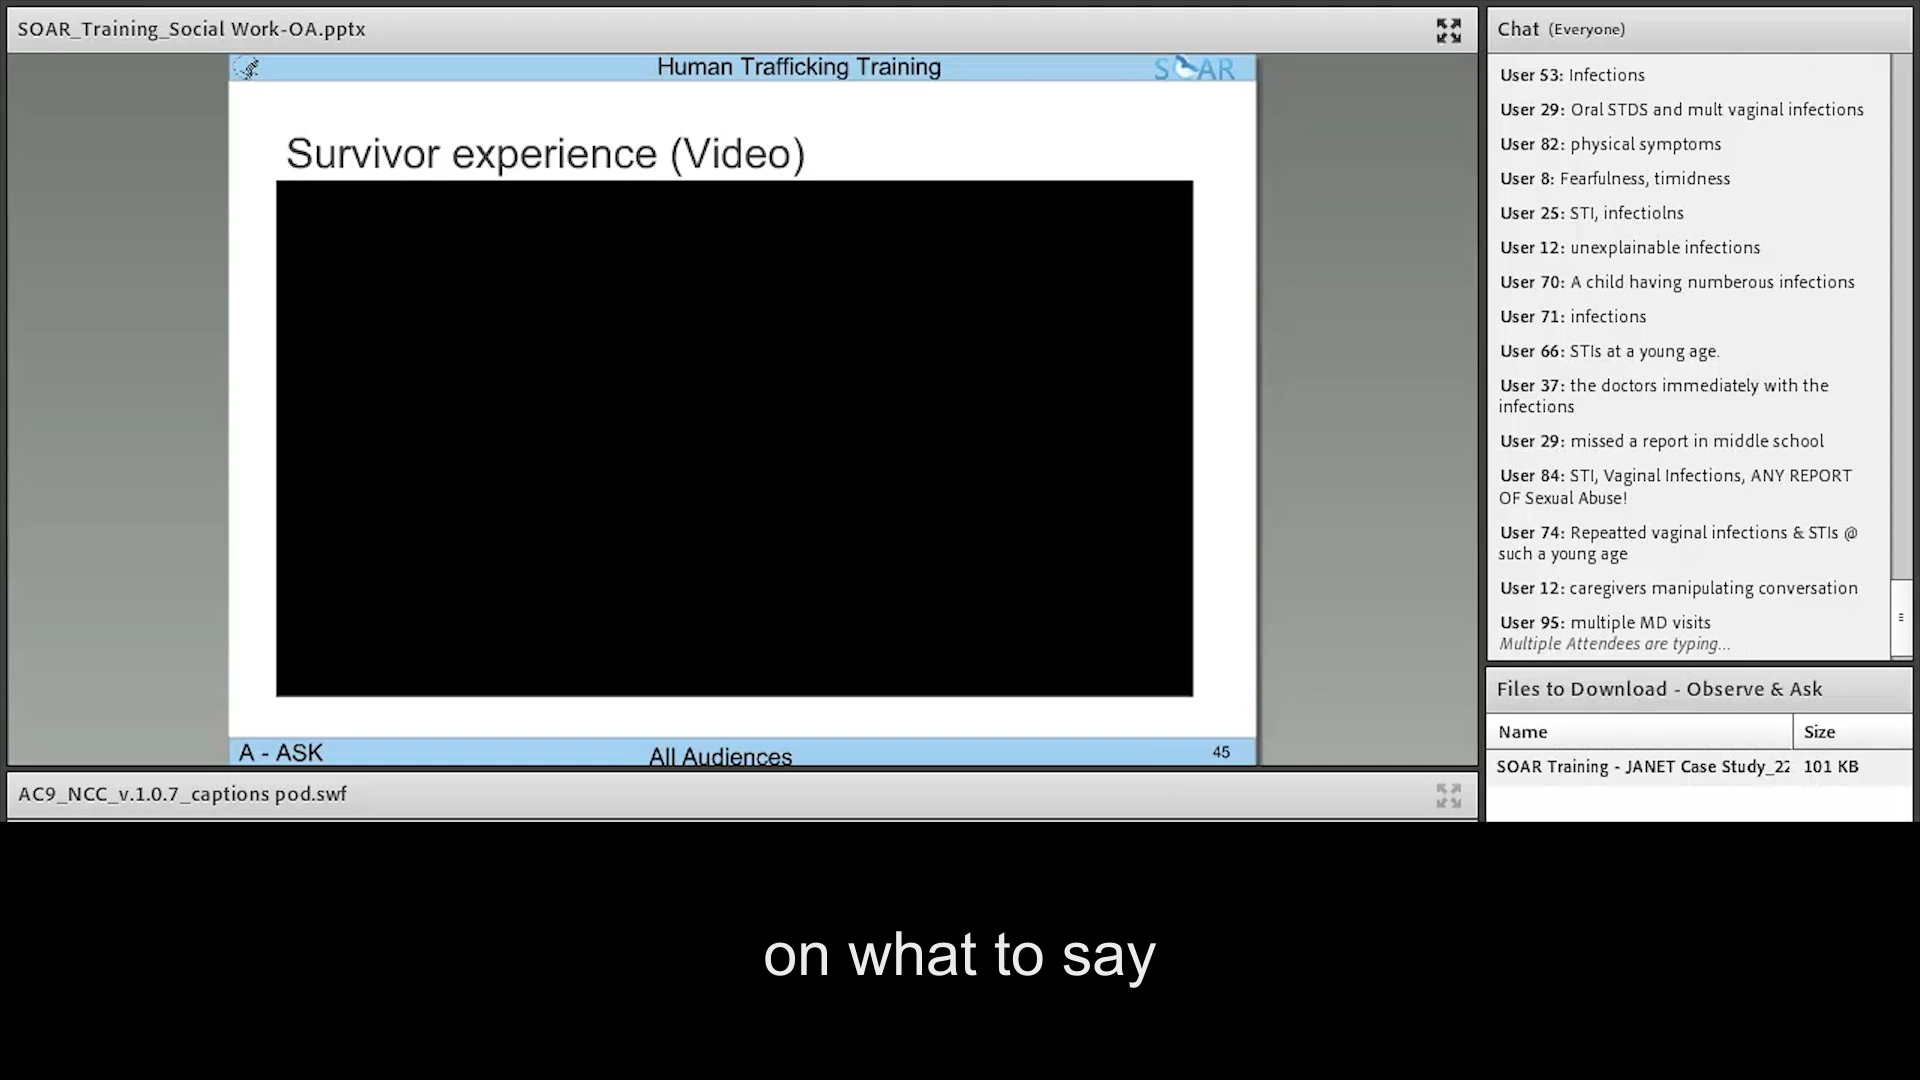 SOAR_Training_Social Work-OA.pptx
Human Trafficking Training
SOAR
Survivor experience (Video)
A - ASK
All Audiences
45
AC9_NCC_v.1.0.7_captions pod.swf
on what to say
Chat (Everyone)
User 53: Infections
User 29: Oral STDS and mult vaginal infections
User 82: physical symptoms
User 8: Fearfulness, timidness
User 25: STI, infectiolns
User 12: unexplainable infections
User 70: A child having numberous infections
User 71: infections
User 66: STIs at a young age.
User 37: the doctors immediately with the
infections
User 29: missed a report in middle school
User 84: STI, Vaginal Infections, ANY REPORT
OF Sexual Abuse!
User 74: Repeatted vaginal infections & STIs @
such a young age
User 12: caregivers manipulating conversation
User 95: multiple MD visits
Multiple Attendees are typing...
Files to Download - Observe & Ask
Name Size
SOAR Training - JANET Case Study_22 101 KB